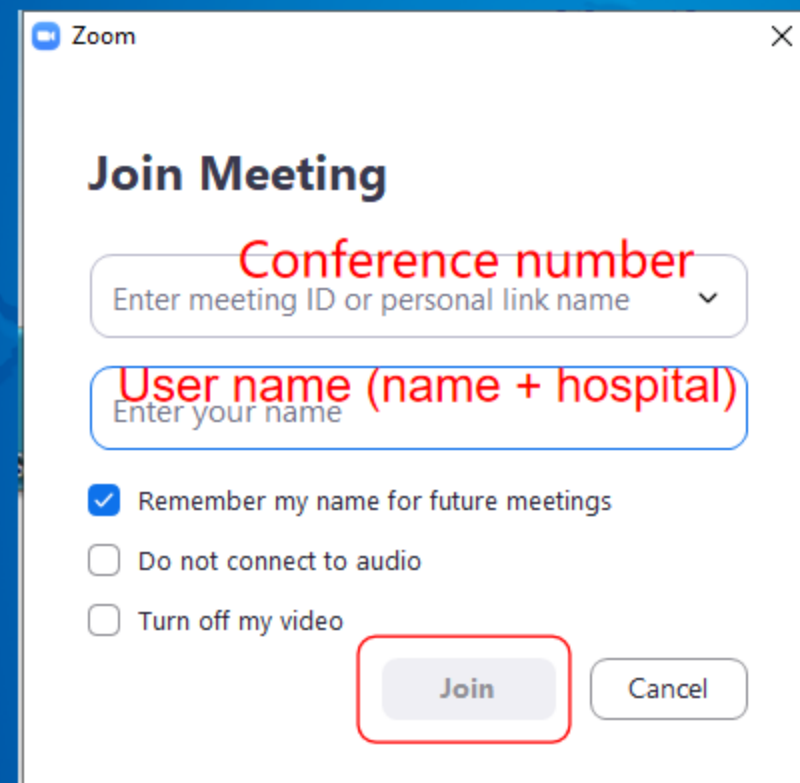 Zoom
Join Meeting
Conference number
Enter meeting ID or personal link name
User name (name + hospital)
Enter your name
Remember my name for future meetings
Do not connect to audio
Turn off my video
Join
Cancel